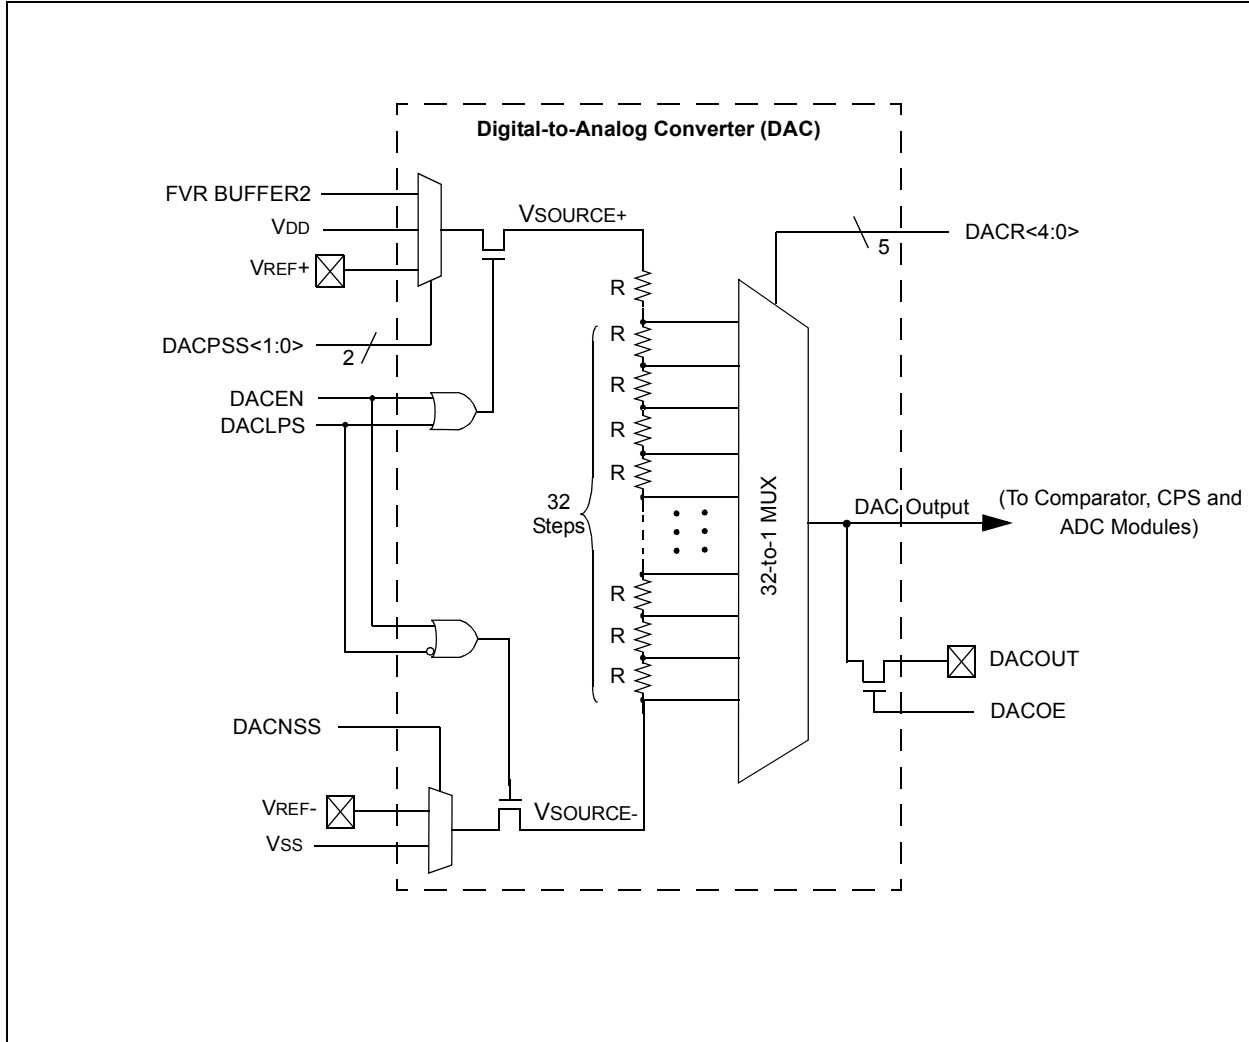 Digital-to-Analog Converter (DAC)
FVR BUFFER2
VDD
VREF+
DACPSS<1:0>
2
DACEN
DACLPS
VSOURCE+
DACR<4:0>
5
R
R
R
R
R
32
Steps
R
R
R
32-to-1 MUX
DAC Output
(To Comparator, CPS and
ADC Modules)
DACOUT
DACOE
DACNSS
VREF-
VSS
VSOURCE-